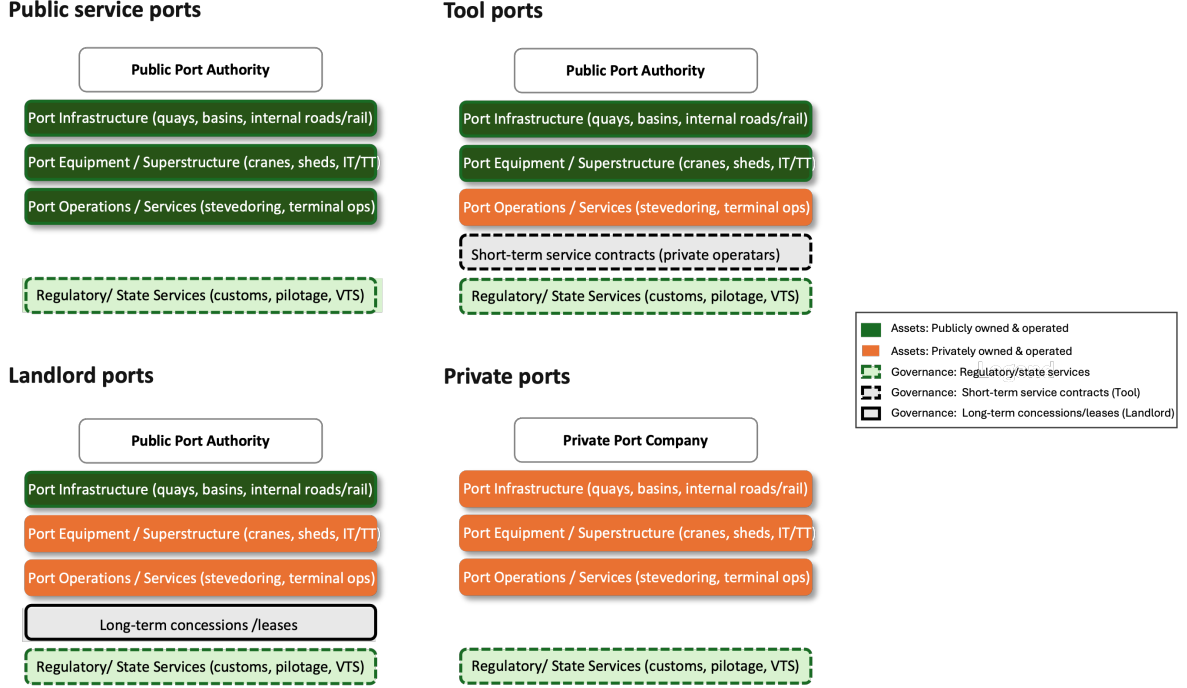 Public service ports
Public Port Authority
Port Infrastructure (quays, basins, internal roads/rail)
Port Equipment / Superstructure (cranes, sheds, IT/TT)
Port Operations / Services (stevedoring, terminal ops)
Regulatory/ State Services (customs, pilotage, VTS)
Tool ports
Public Port Authority
Port Infrastructure (quays, basins, internal roads/rail)
Port Equipment / Superstructure (cranes, sheds, IT/TT)
Port Operations / Services (stevedoring, terminal ops)
Short-term service contracts (private operatars)
Regulatory/ State Services (customs, pilotage, VTS)
Landlord ports
Public Port Authority
Port Infrastructure (quays, basins, internal roads/rail)
Port Equipment / Superstructure (cranes, sheds, IT/TT)
Port Operations / Services (stevedoring, terminal ops)
Long-term concessions /leases
Regulatory/ State Services (customs, pilotage, VTS)
Private ports
Private Port Company
Port Infrastructure (quays, basins, internal roads/rail)
Port Equipment / Superstructure (cranes, sheds, IT/TT)
Port Operations / Services (stevedoring, terminal ops)
Regulatory/ State Services (customs, pilotage, VTS)
Assets: Publicly owned & operated
Assets: Privately owned & operated
Governance: Regulatory/state services
Governance: Short-term service contracts (Tool)
Governance: Long-term concessions/leases (Landlord)